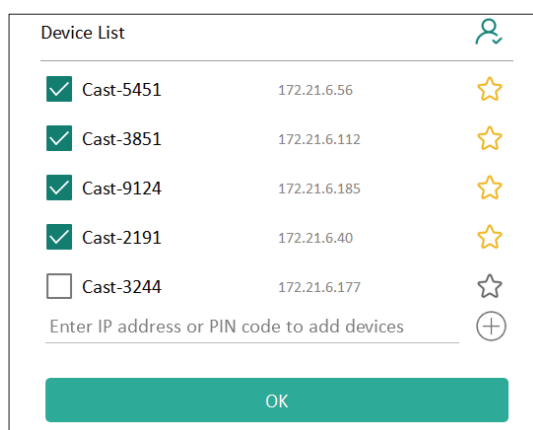 Device List
Cast-5451 172.21.6.56
Cast-3851 172.21.6.112
Cast-9124 172.21.6.185
Cast-2191 172.21.6.40
Cast-3244 172.21.6.177
Enter IP address or PIN code to add devices
OK